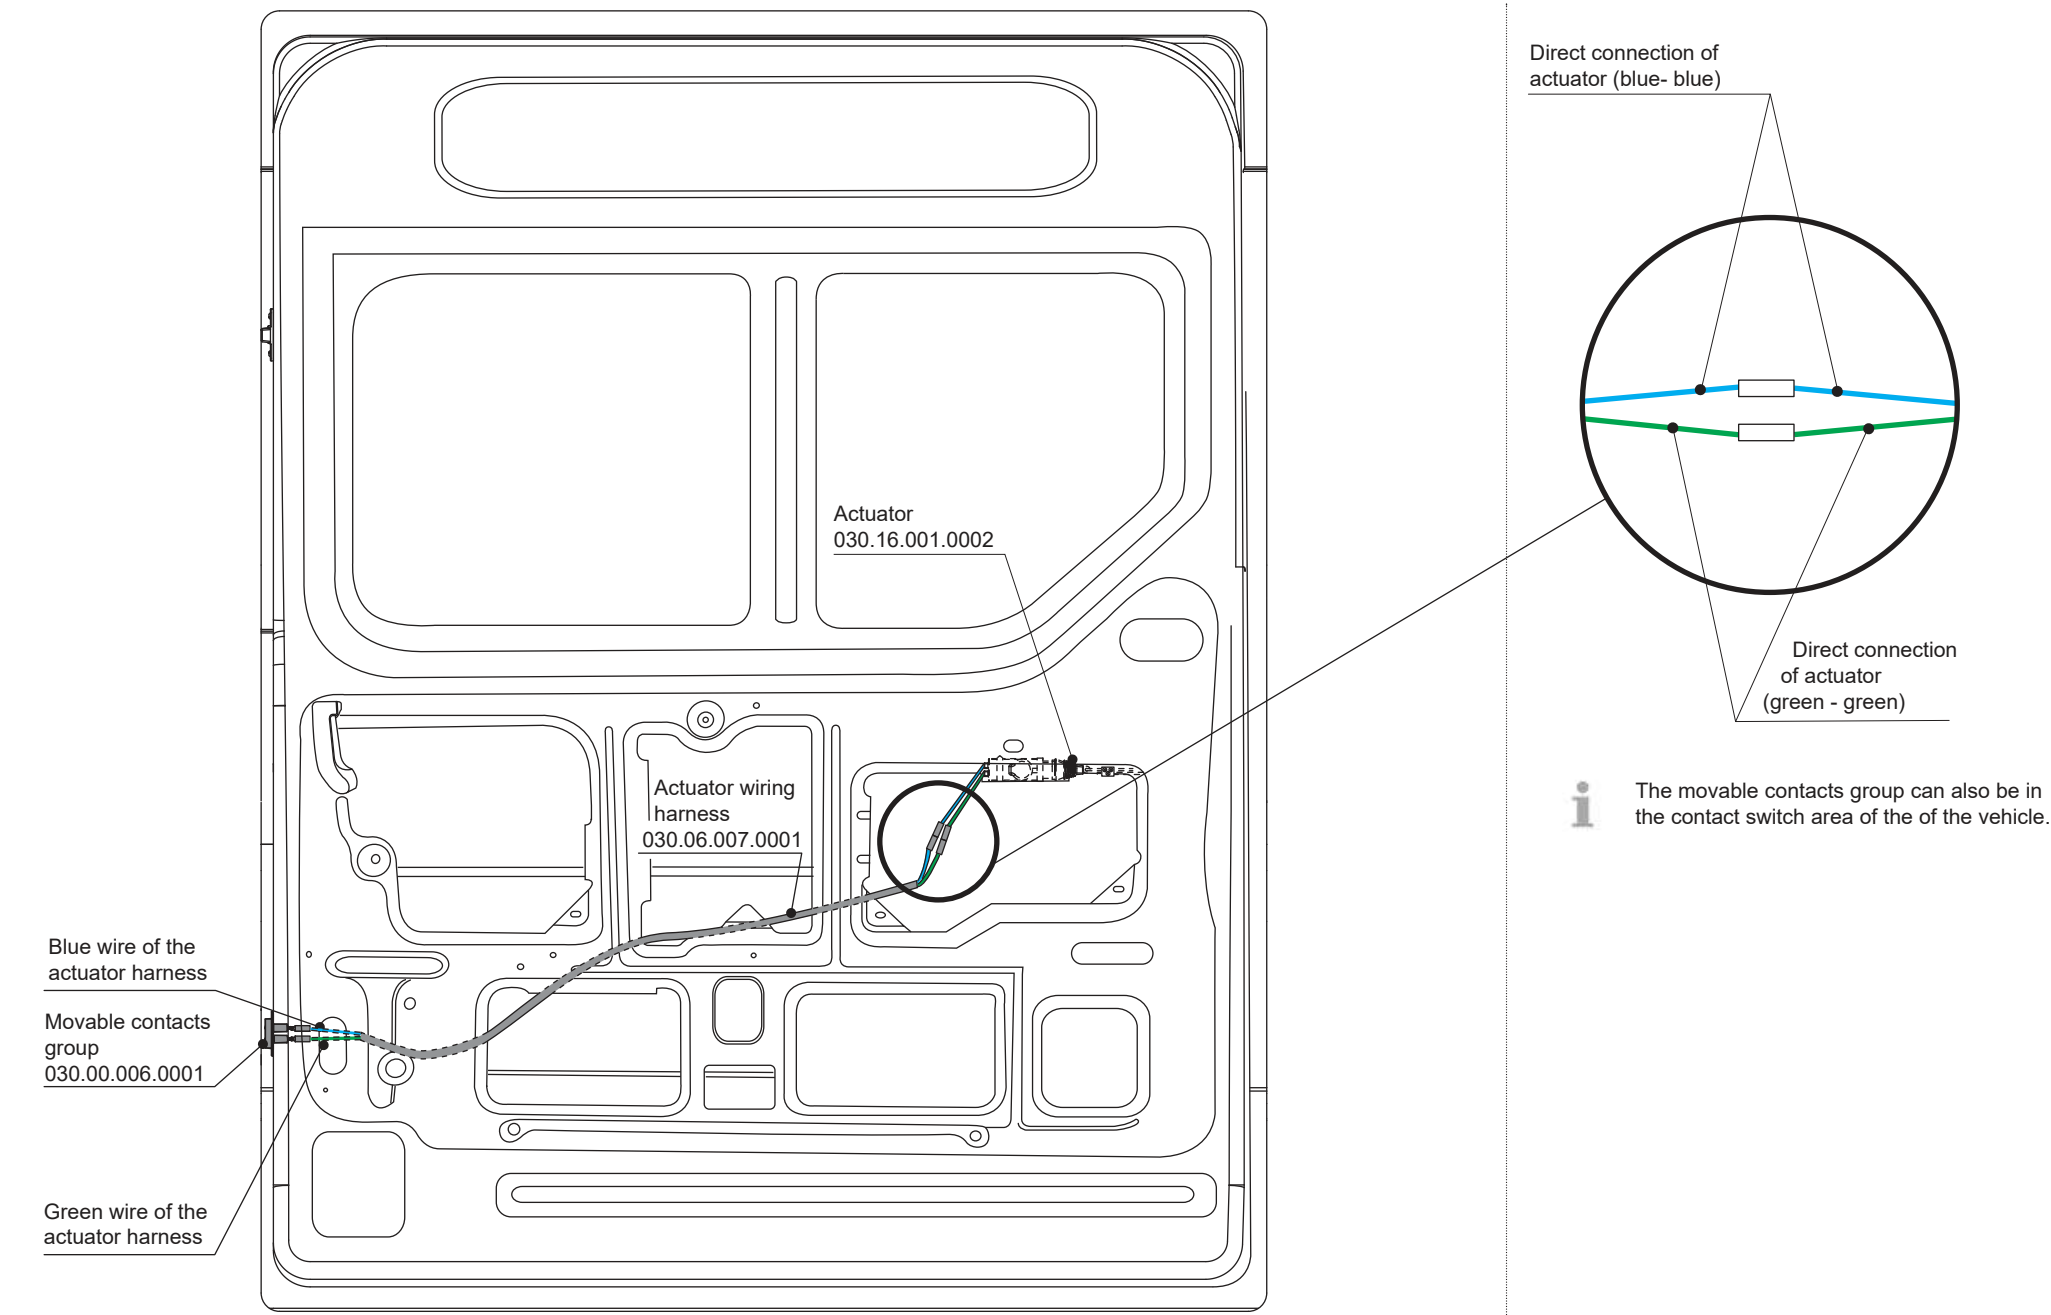 Direct connection of
actuator (blue- blue)
Actuator
030.16.001.0002
Direct connection
of actuator
(green - green)
Actuator wiring
harness
030.06.007.0001
The movable contacts group can also be in
the contact switch area of the of the vehicle.
Blue wire of the
actuator harness
Movable contacts
group
030.00.006.0001
Green wire of the
actuator harness